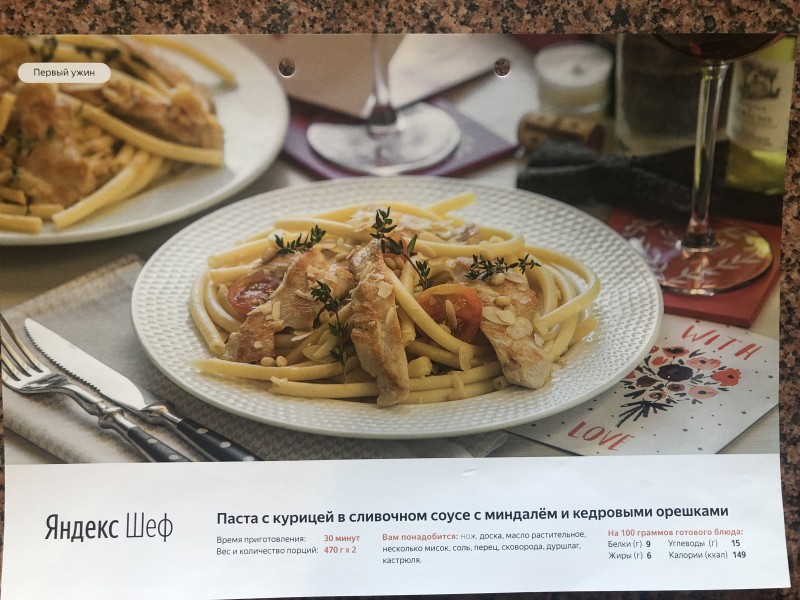 Первый ужин
WITH
LOVE
Яндекс Шеф
Паста с курицей в сливочном соусе с миндалём и кедровыми орешками
Время приготовления: 30 минут
Вес и количество порций: 470 г x 2
Вам понадобится: нож, доска, масло растительное,
несколько мисок, соль, перец, сковорода, дуршлаг,
кастрюля.
На 100 граммов готового блюда:
Белки (г) 9 Углеводы (г) 15
Жиры (г) 6 Калории (ккал) 149